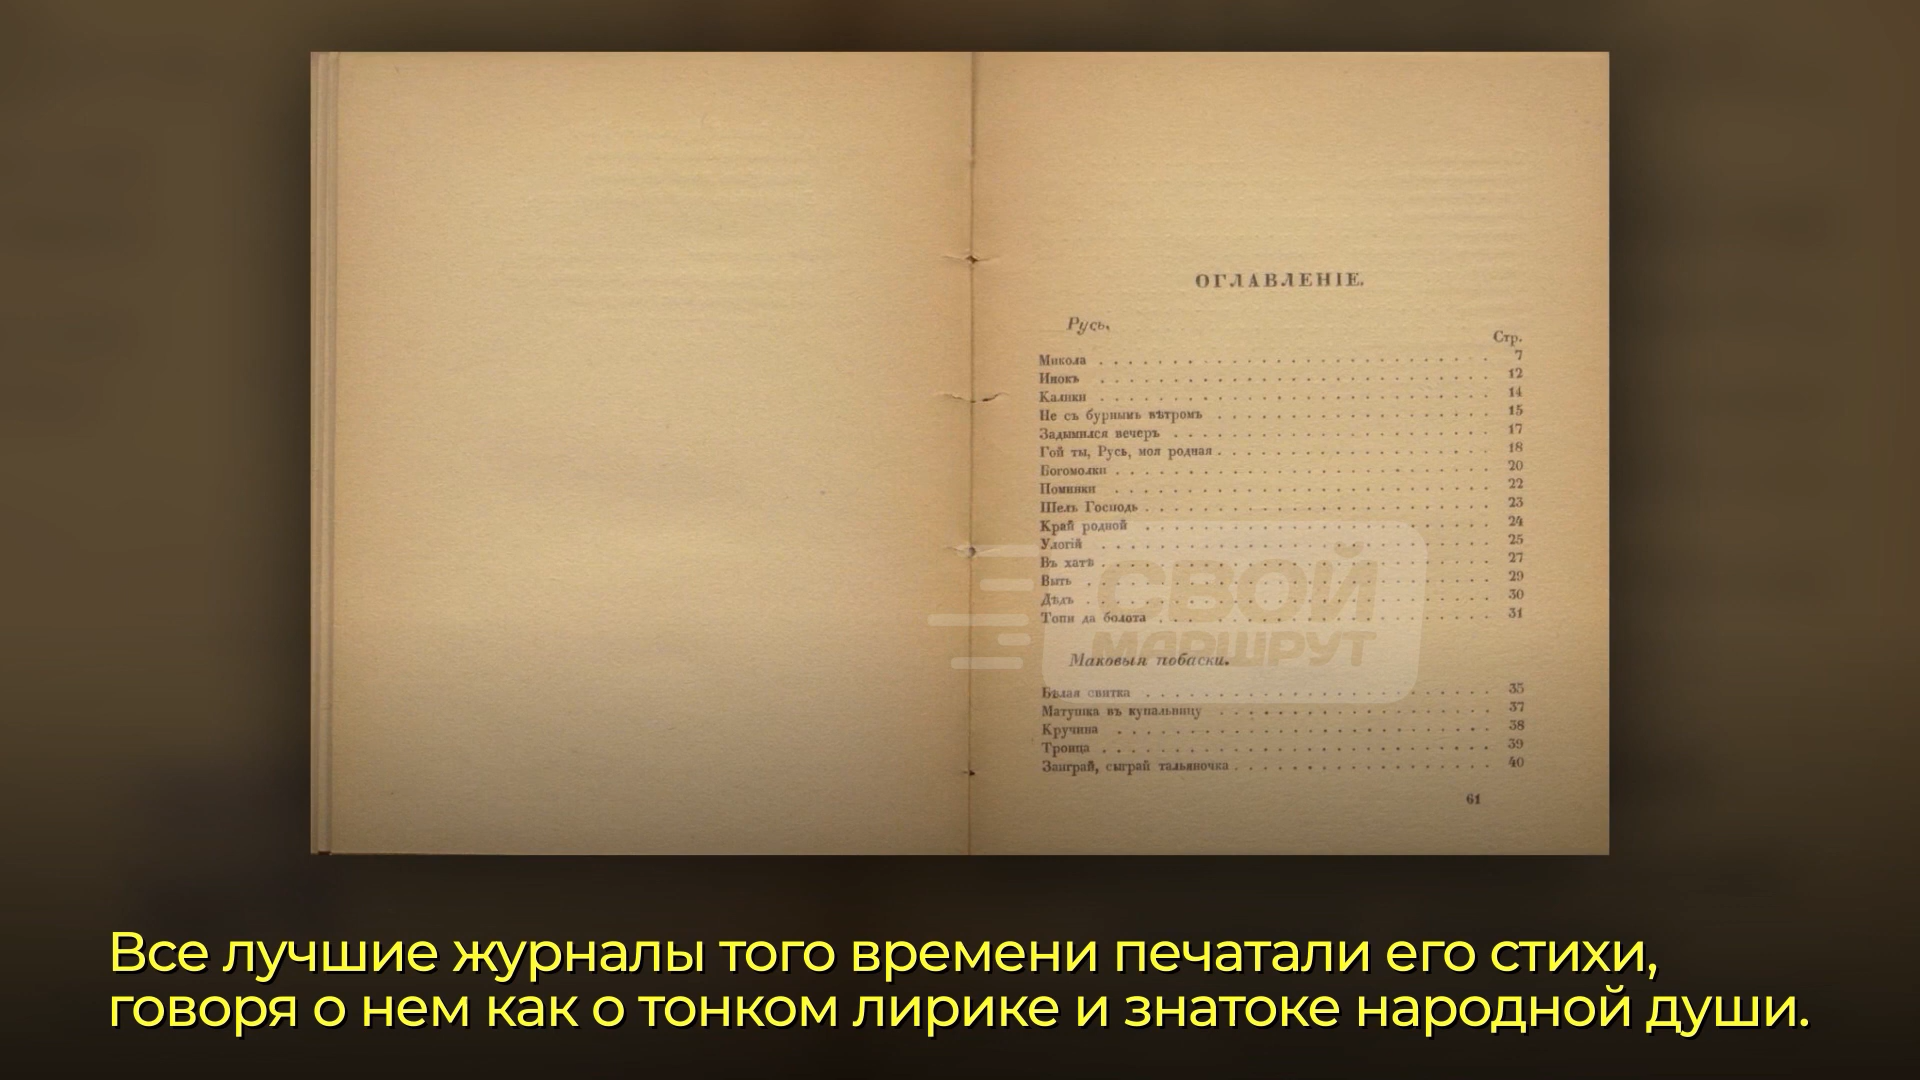 ОГЛАВЛЕНІЕ.
Русь.
Стр.
Микола 7
Инокъ 12
Калики 14
Не съ бурнымъ вѣтромъ 15
Задымился вечеръ 17
Гой ты, Русь, моя родная 18
Богомолки 20
Поминки 22
Шелъ Господь 23
Край родной 24
Улогій 25
Въ хатѣ 27
Выть 29
Дѣдъ 30
Топи да болота 31
СВОЙ
МАРШРУТ
Маковыя побаски.
Бѣлая свитка 35
Матушка въ купальницу 37
Кручина 38
Троица 39
Заиграй, сыграй тальяночка 40
61
Все лучшие журналы того времени печатали его стихи,
говоря о нем как о тонком лирике и знатоке народной души.